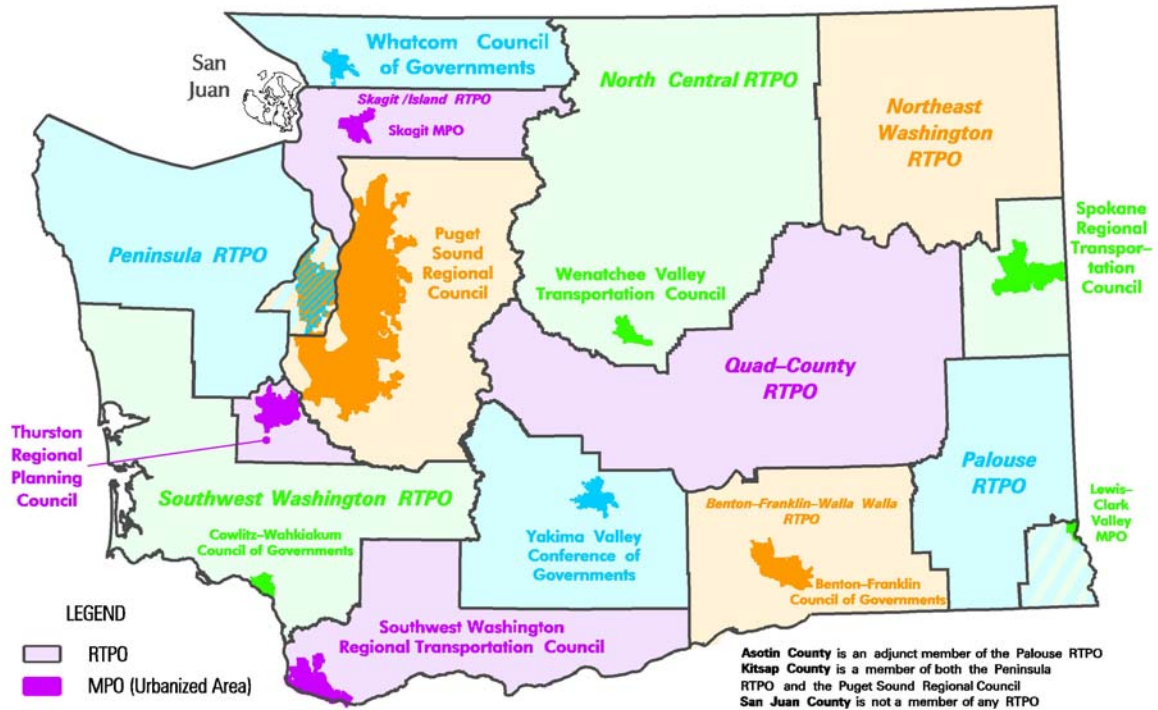 San
Juan
Whatcom Council
of Governments
Skagit /Island RTPO
Skagit MPO
North Central RTPO
Northeast
Washington
RTPO
Spokane
Regional
Transpor–
tation
Council
Peninsula RTPO
Puget
Sound
Regional
Council
Wenatchee Valley
Transportation Council
Quad–County
RTPO
Thurston
Regional
Planning
Council
Southwest Washington RTPO
Cowlitz–Wahkiakum
Council of Governments
Yakima Valley
Conference of
Governments
Benton–Franklin–Walla Walla
RTPO
Benton–Franklin
Council of Governments
Palouse
RTPO
Lewis–
Clark
Valley
MPO
Southwest Washington
Regional Transportation Council
LEGEND
RTPO
MPO (Urbanized Area)
Asotin County is an adjunct member of the Palouse RTPO
Kitsap County is a member of both the Peninsula
RTPO and the Puget Sound Regional Council
San Juan County is not a member of any RTPO